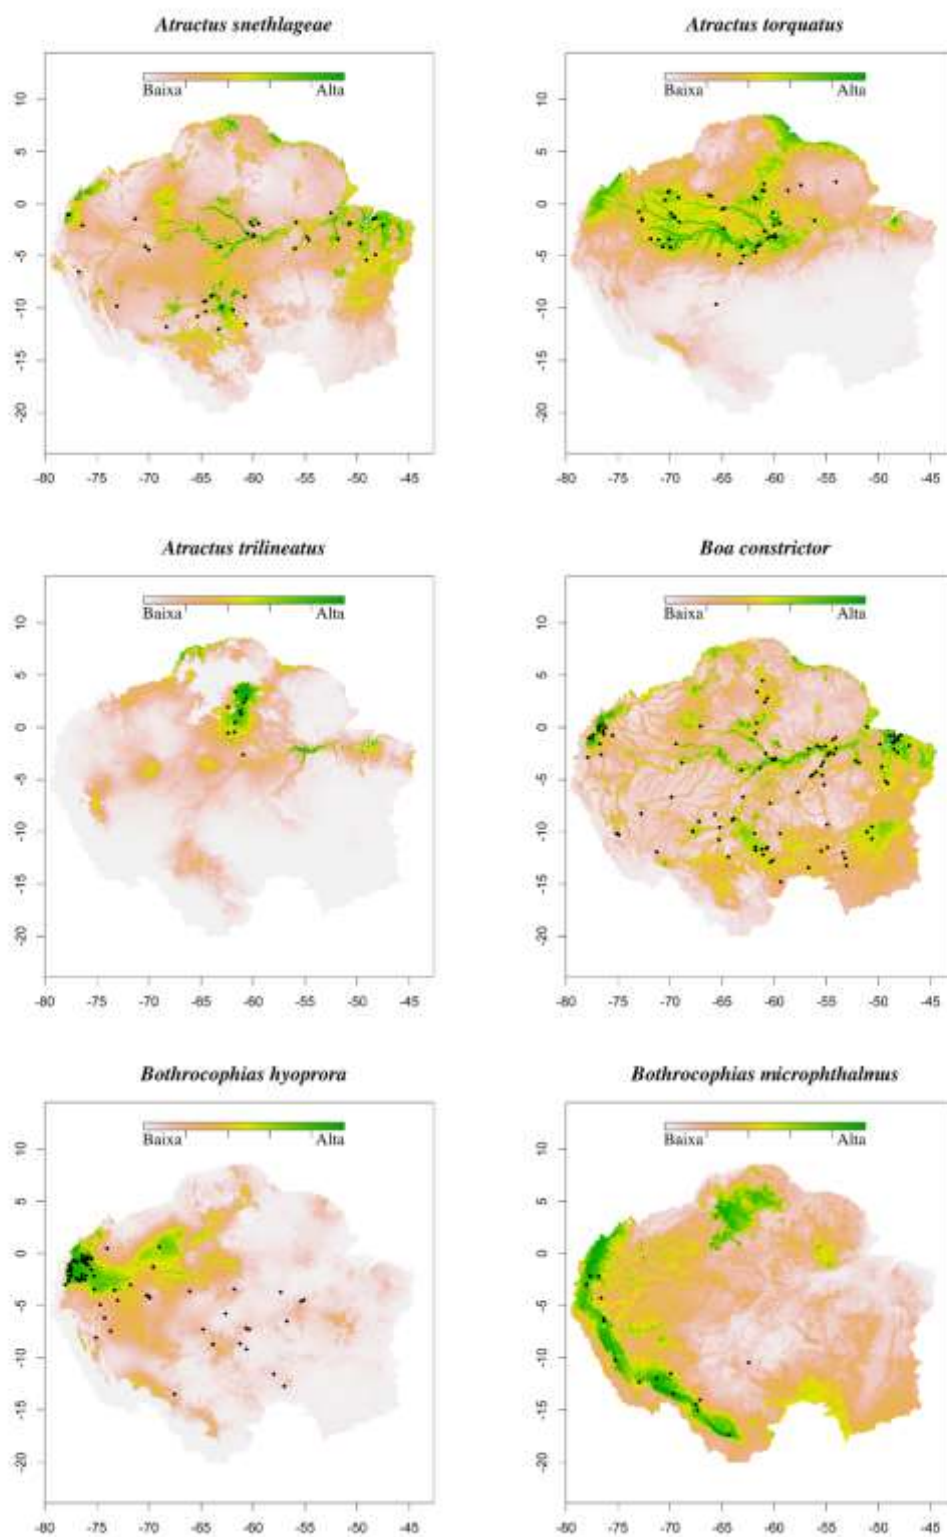 Atractus snethlageae
Baixa Alta
10
5
0
-5
-10
-15
-20
-80 -75 -70 -65 -60 -55 -50 -45
Atractus torquatus
Baixa Alta
10
5
0
-5
-10
-15
-20
-80 -75 -70 -65 -60 -55 -50 -45
Atractus trilineatus
Baixa Alta
10
5
0
-5
-10
-15
-20
-80 -75 -70 -65 -60 -55 -50 -45
Boa constrictor
Baixa Alta
10
5
0
-5
-10
-15
-20
-80 -75 -70 -65 -60 -55 -50 -45
Bothrocophias hyoprora
Baixa Alta
10
5
0
-5
-10
-15
-20
-80 -75 -70 -65 -60 -55 -50 -45
Bothrocophias microphthalmus
Baixa Alta
10
5
0
-5
-10
-15
-20
-80 -75 -70 -65 -60 -55 -50 -45